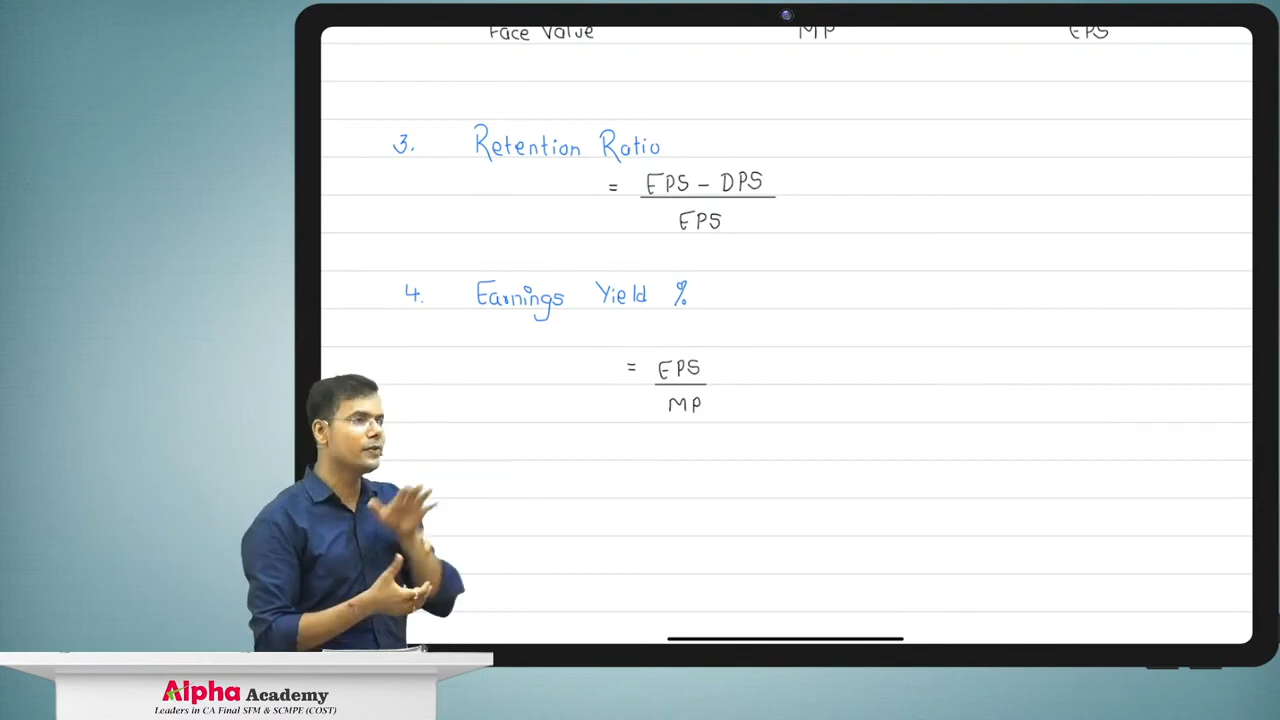 Face Value MP EPS
3. Retention Ratio
= EPS - DPS
EPS
4. Earnings Yield %
= EPS
MP
Alpha Academy
Leaders in CA Final SFM & SCMPE (COST)